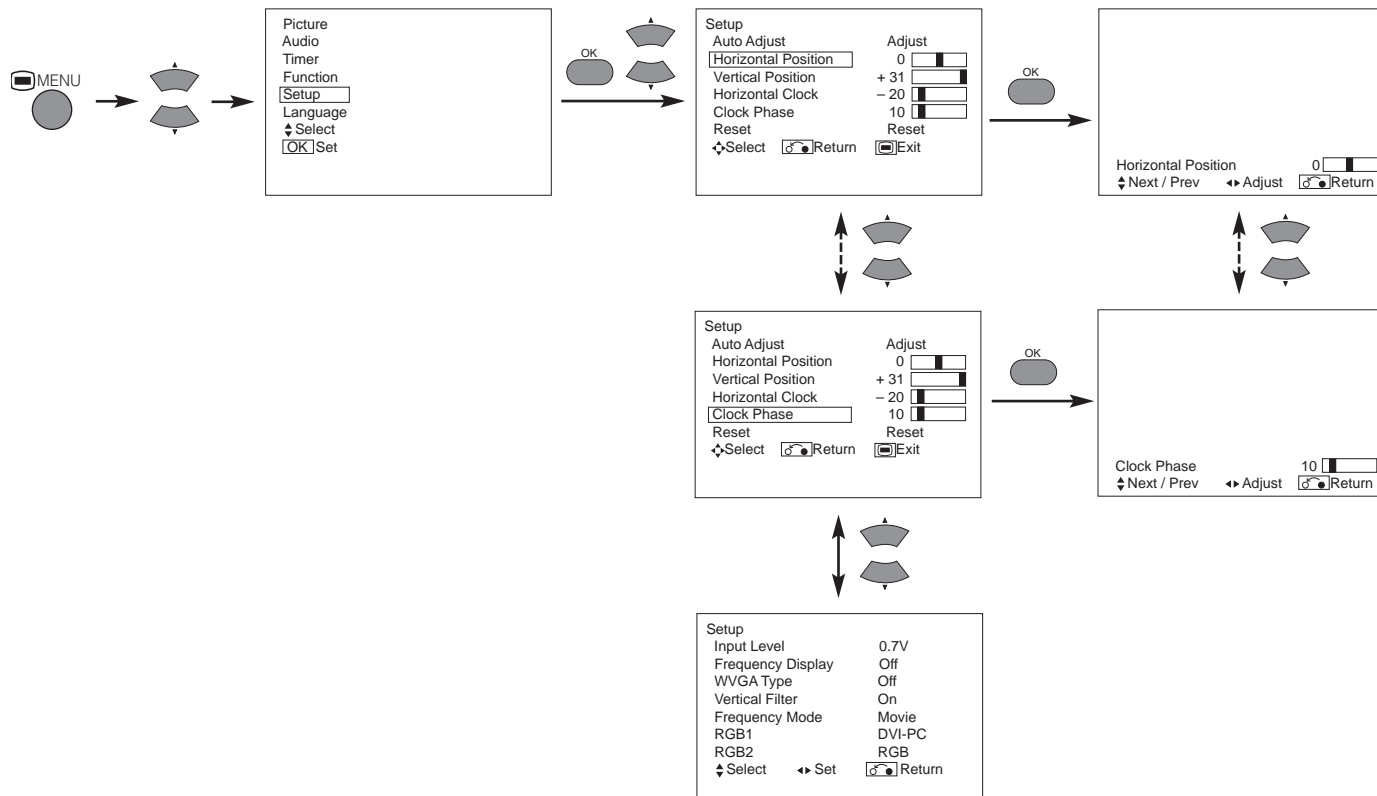 MENU
Picture
Audio
Timer
Function
Setup
Language
Select
OK Set
OK
Setup
Auto Adjust Adjust
Horizontal Position 0
Vertical Position + 31
Horizontal Clock – 20
Clock Phase 10
Reset Reset
Select Return Exit
OK
Horizontal Position 0
Next / Prev Adjust Return
Setup
Auto Adjust Adjust
Horizontal Position 0
Vertical Position + 31
Horizontal Clock – 20
Clock Phase 10
Reset Reset
Select Return Exit
OK
Clock Phase 10
Next / Prev Adjust Return
Setup
Input Level 0.7V
Frequency Display Off
WVGA Type Off
Vertical Filter On
Frequency Mode Movie
RGB1 DVI-PC
RGB2 RGB
Select Set Return